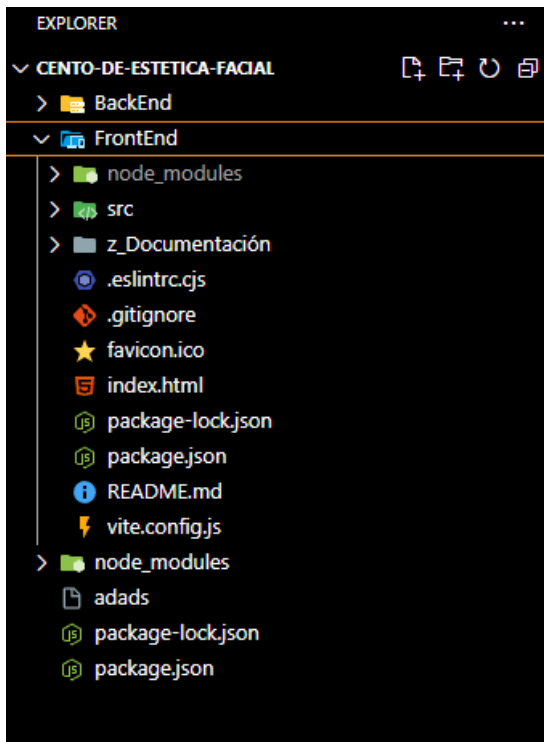 EXPLORER
CENTO-DE-ESTETICA-FACIAL
BackEnd
FrontEnd
node_modules
src
z_Documentación
.eslintrc.cjs
.gitignore
favicon.ico
index.html
package-lock.json
package.json
README.md
vite.config.js
node_modules
adads
package-lock.json
package.json